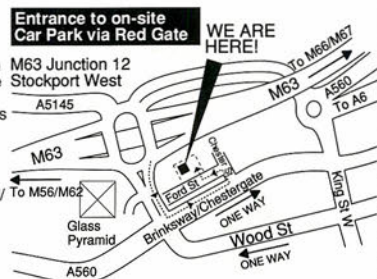 Entrance to on-site
Car Park via Red Gate
WE ARE
HERE!
M63 Junction 12
Stockport West
To M66/M67
A5145
M63
A560
To A6
M63
Chester
Ford St
King St W
To M56/M62
Glass
Pyramid
Brinksway/Chestergate
ONE WAY
Wood St
ONE WAY
A560